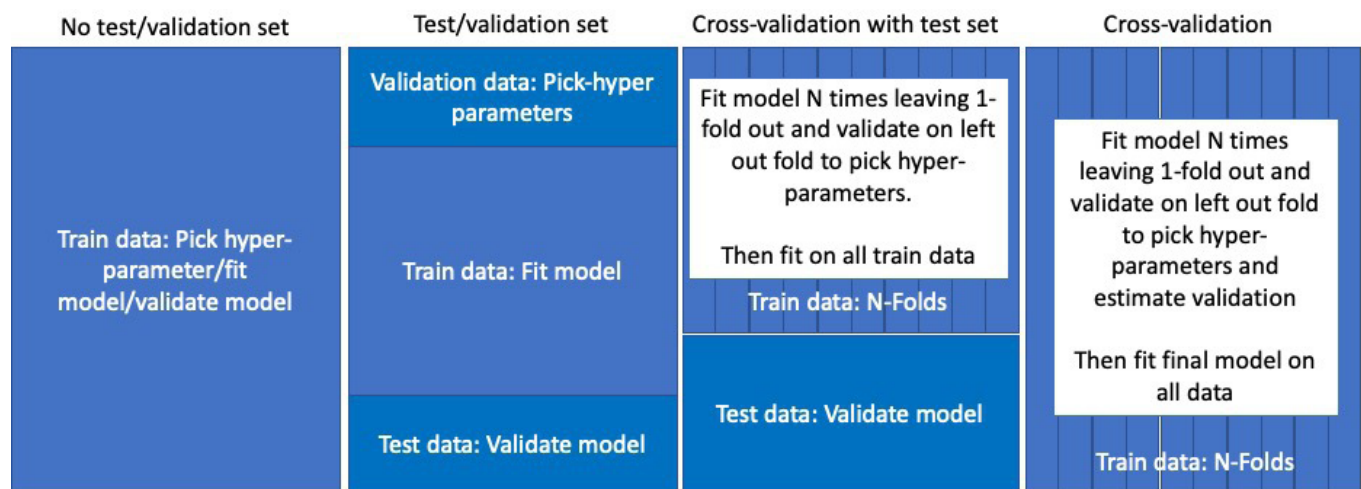 No test/validation set
Train data: Pick hyper-
parameter/fit
model/validate model
Test/validation set
Validation data: Pick-hyper
parameters
Train data: Fit model
Test data: Validate model
Cross-validation with test set
Fit model N times leaving 1-
fold out and validate on left
out fold to pick hyper-
parameters.
Then fit on all train data
Train data: N-Folds
Test data: Validate model
Cross-validation
Fit model N times
leaving 1-fold out and
validate on left out fold
to pick hyper-
parameters and
estimate validation
Then fit final model on
all data
Train data: N-Folds